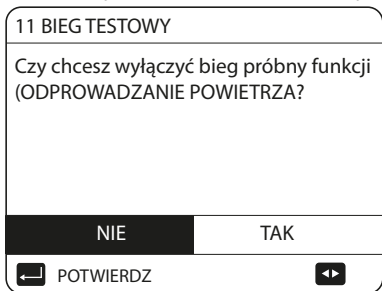 11 BIEG TESTOWY
Czy chcesz wyłączyć bieg próbny funkcji
(ODPROWADZANIE POWIETRZA?
NIE TAK
POTWIERDZ